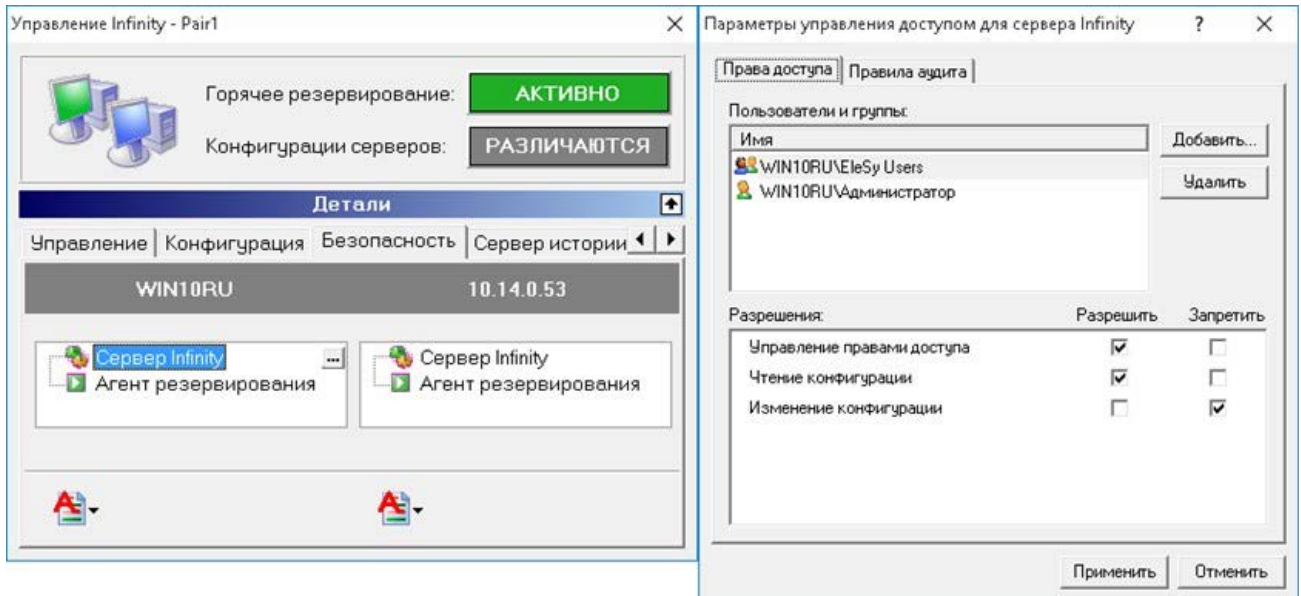 Управление Infinity - Pair1
Горячее резервирование: АКТИВНО
Конфигурации серверов: РАЗЛИЧАЮТСЯ
Детали
Управление Конфигурация Безопасность Сервер истории
WIN10RU 10.14.0.53
Сервер Infinity ... Сервер Infinity
Агент резервирования Агент резервирования
Параметры управления доступом для сервера Infinity ?
Права доступа Правила аудита
Пользователи и группы:
Имя Добавить...
WIN10RU\EleSy Users
WIN10RU\Администратор Удалить
Разрешения: Разрешить Запретить
Управление правами доступа
Чтение конфигурации
Изменение конфигурации
Применить Отменить